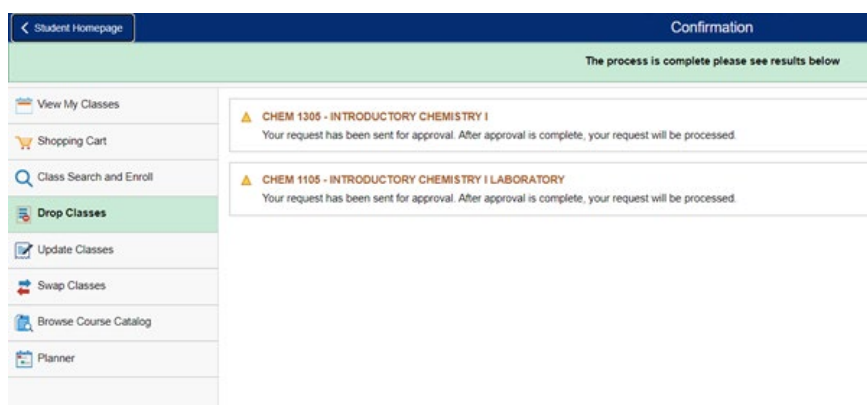 Student Homepage
Confirmation
The process is complete please see results below
View My Classes
Shopping Cart
Class Search and Enroll
Drop Classes
Update Classes
Swap Classes
Browse Course Catalog
Planner
CHEM 1305 - INTRODUCTORY CHEMISTRY I
Your request has been sent for approval. After approval is complete, your request will be processed.
CHEM 1105 - INTRODUCTORY CHEMISTRY I LABORATORY
Your request has been sent for approval. After approval is complete, your request will be processed.